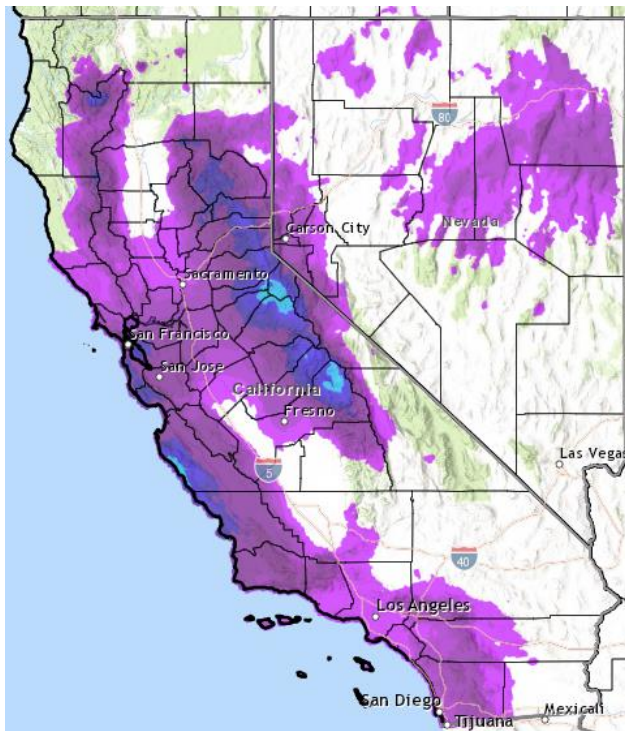 80
Nevada
Carson City
Sacramento
San Francisco
San Jose
California
Fresno
Las Vegas
5
40
Los Angeles
San Diego
Mexicali
Tijuana